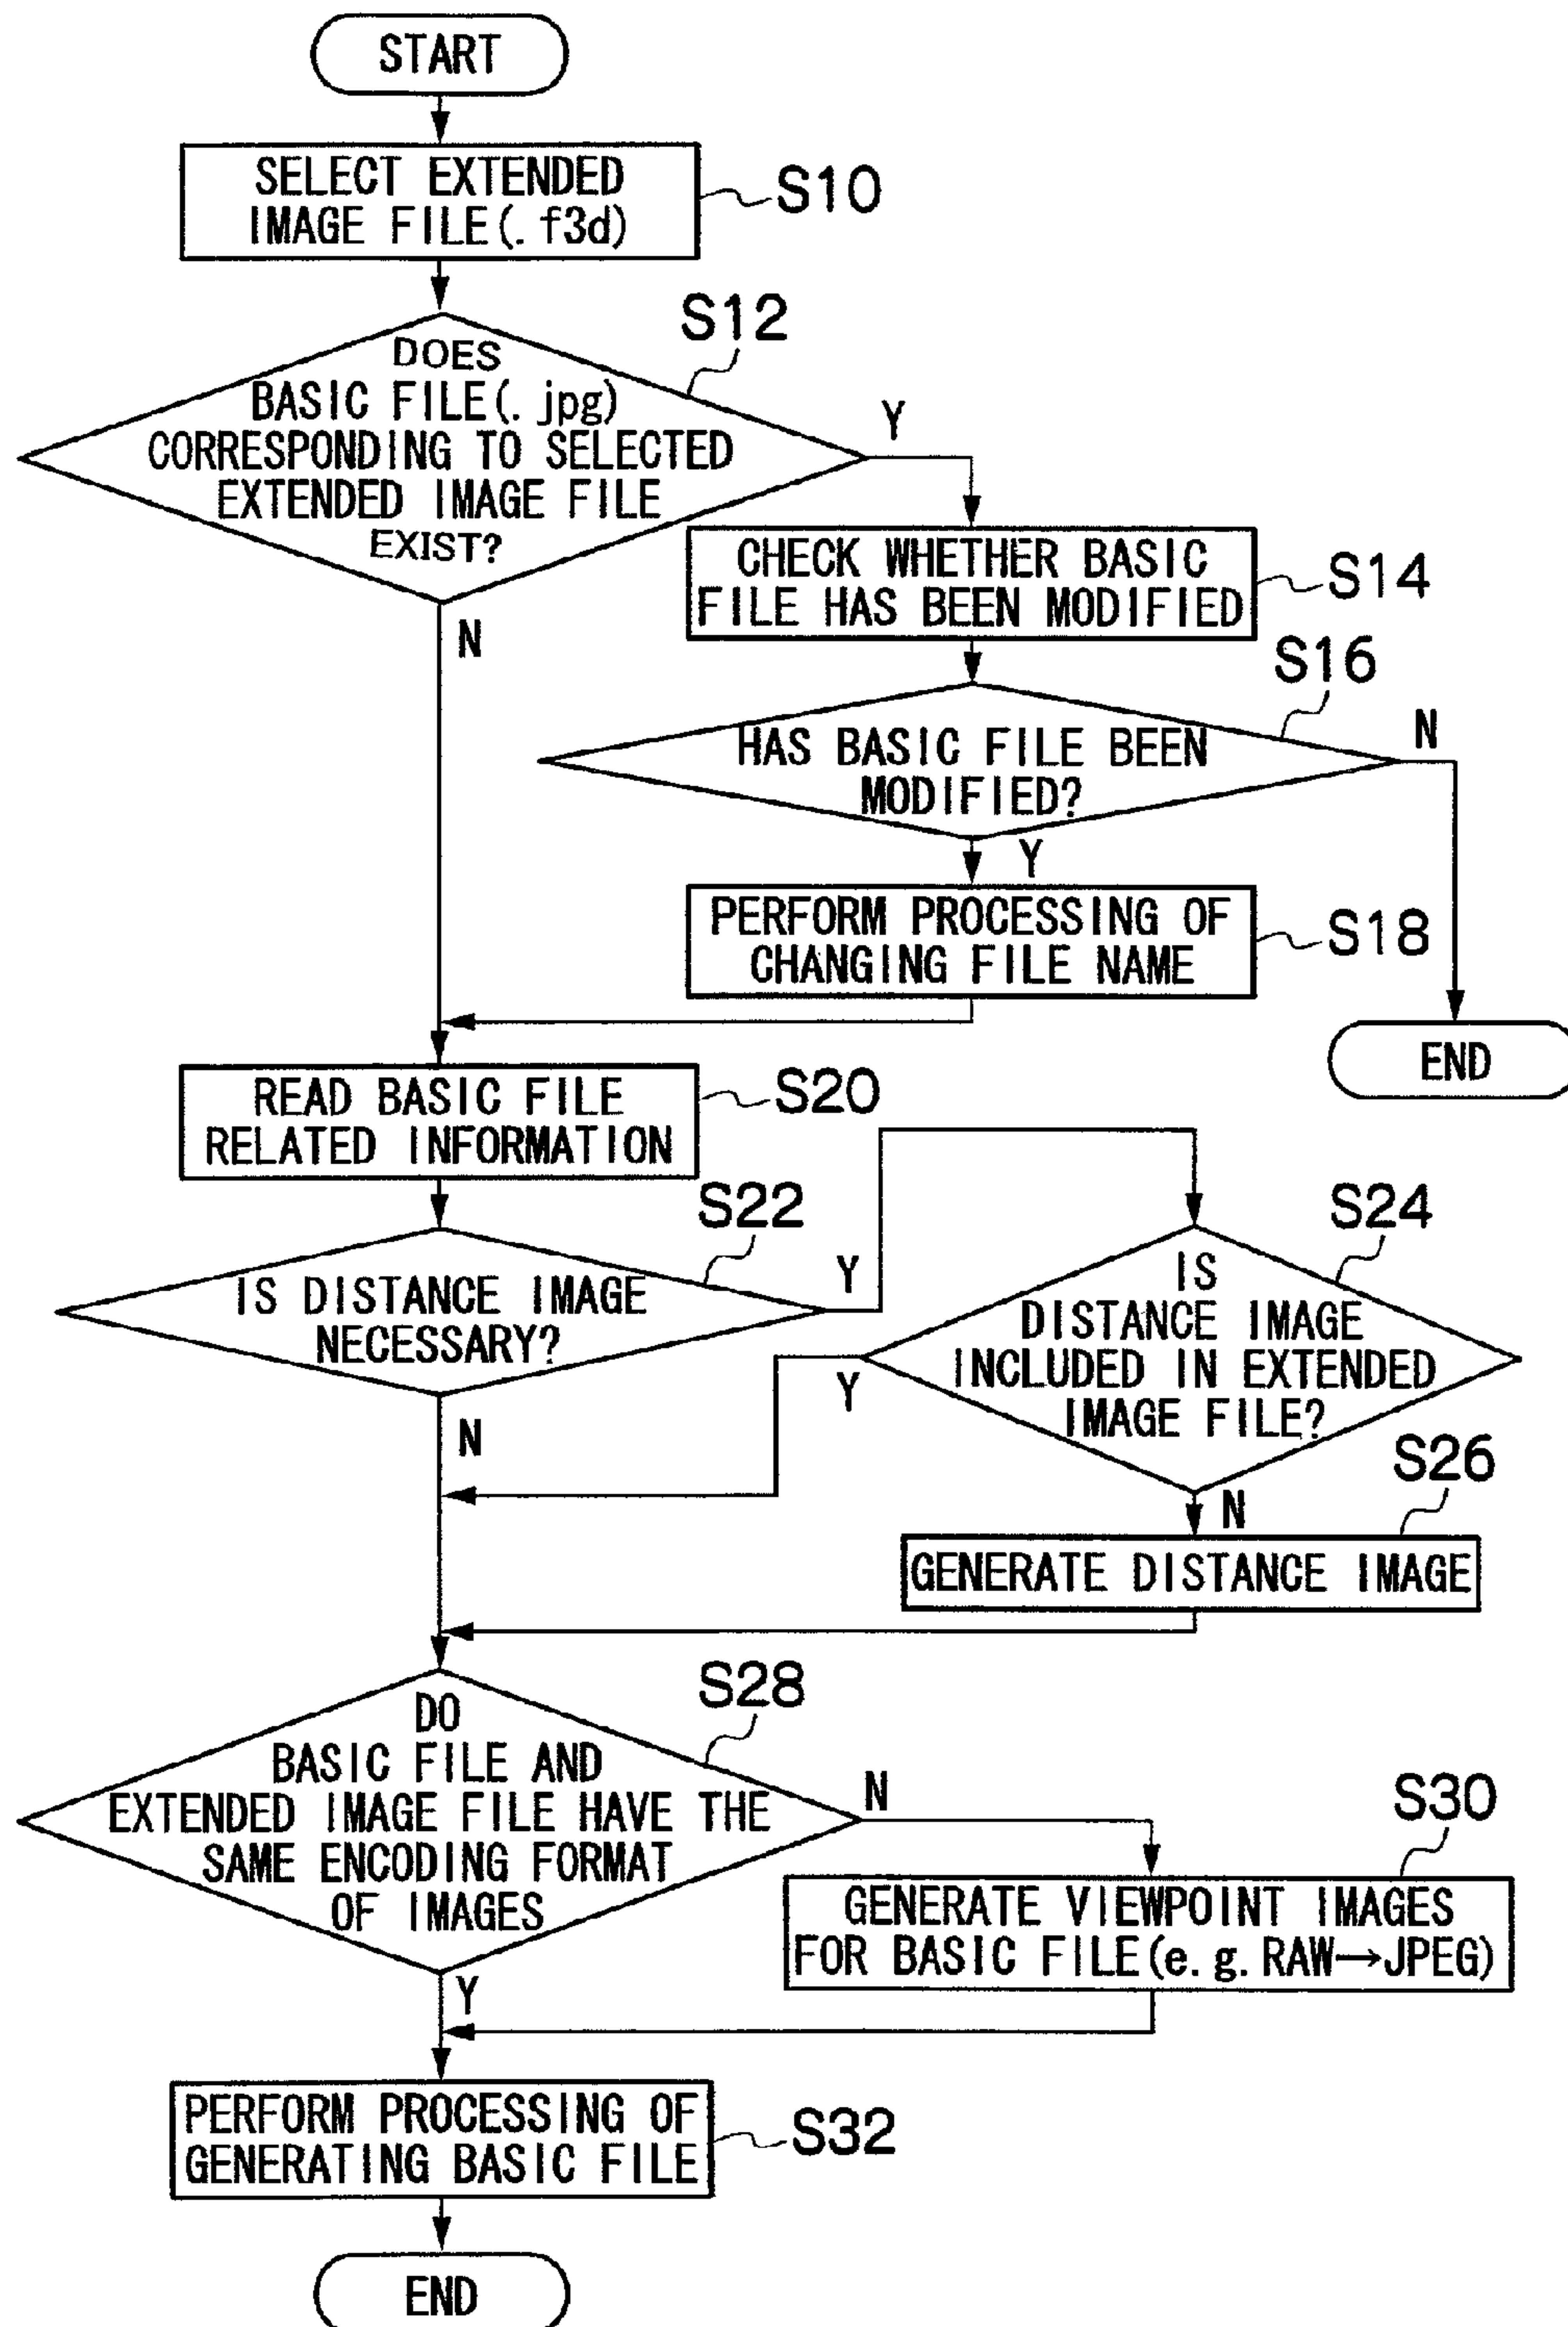 START
SELECT EXTENDED
IMAGE FILE(.f3d)
S10
S12
DOES
BASIC FILE(.jpg)
CORRESPONDING TO SELECTED
EXTENDED IMAGE FILE
EXIST?
Y
N
CHECK WHETHER BASIC
FILE HAS BEEN MODIFIED
S14
S16
HAS BASIC FILE BEEN
MODIFIED?
N
Y
PERFORM PROCESSING OF
CHANGING FILE NAME
S18
END
READ BASIC FILE
RELATED INFORMATION
S20
S22
IS DISTANCE IMAGE
NECESSARY?
Y
N
S24
IS
DISTANCE IMAGE
INCLUDED IN EXTENDED
IMAGE FILE?
Y
N
S26
GENERATE DISTANCE IMAGE
S28
DO
BASIC FILE AND
EXTENDED IMAGE FILE HAVE THE
SAME ENCODING FORMAT
OF IMAGES
N
Y
S30
GENERATE VIEWPOINT IMAGES
FOR BASIC FILE(e.g.RAW→JPEG)
PERFORM PROCESSING OF
GENERATING BASIC FILE
S32
END